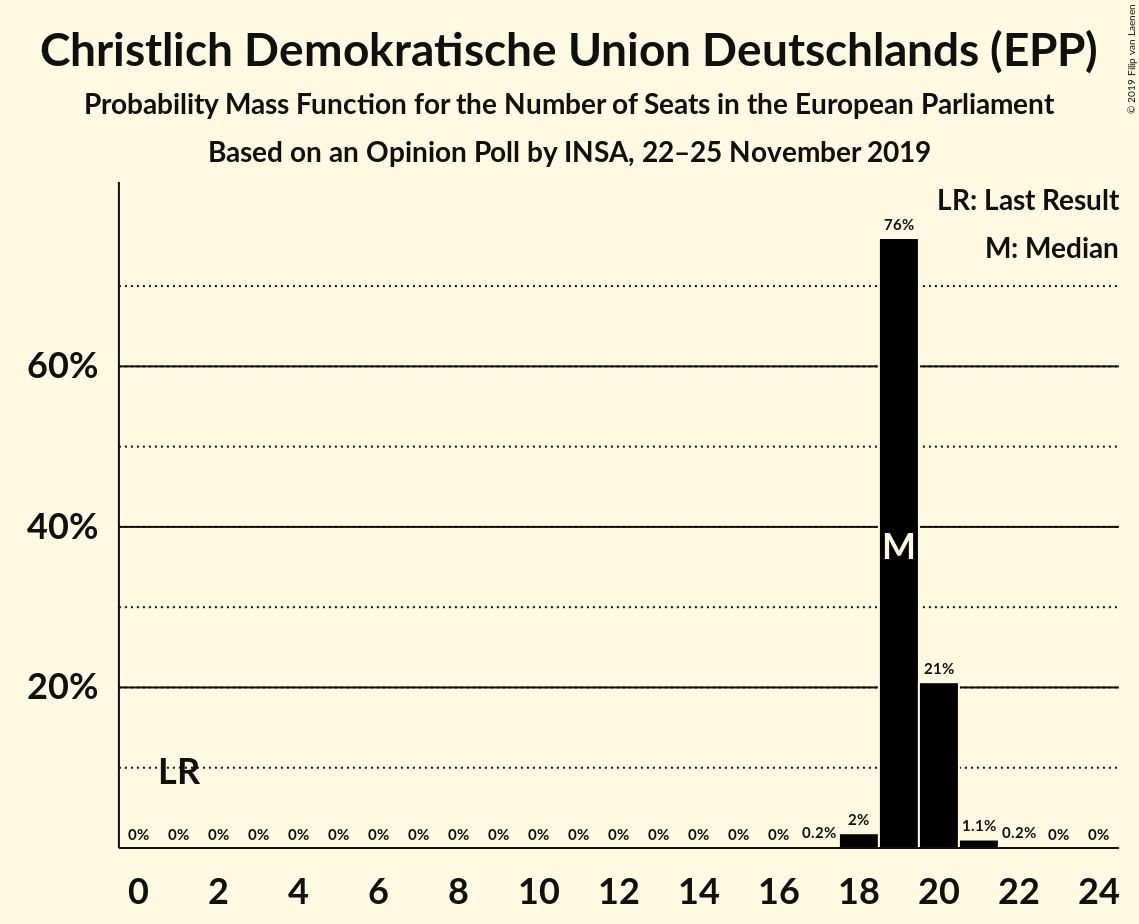 Christlich Demokratische Union Deutschlands (EPP)
Probability Mass Function for the Number of Seats in the European Parliament
Based on an Opinion Poll by INSA, 22–25 November 2019
© 2019 Filip van Laenen
LR: Last Result
M: Median
76%
60%
40%
M
21%
20%
LR
0% 0% 0% 0% 0% 0% 0% 0% 0% 0% 0% 0% 0% 0% 0% 0% 0% 0.2% 2% 1.1% 0.2% 0% 0%
0 2 4 6 8 10 12 14 16 18 20 22 24